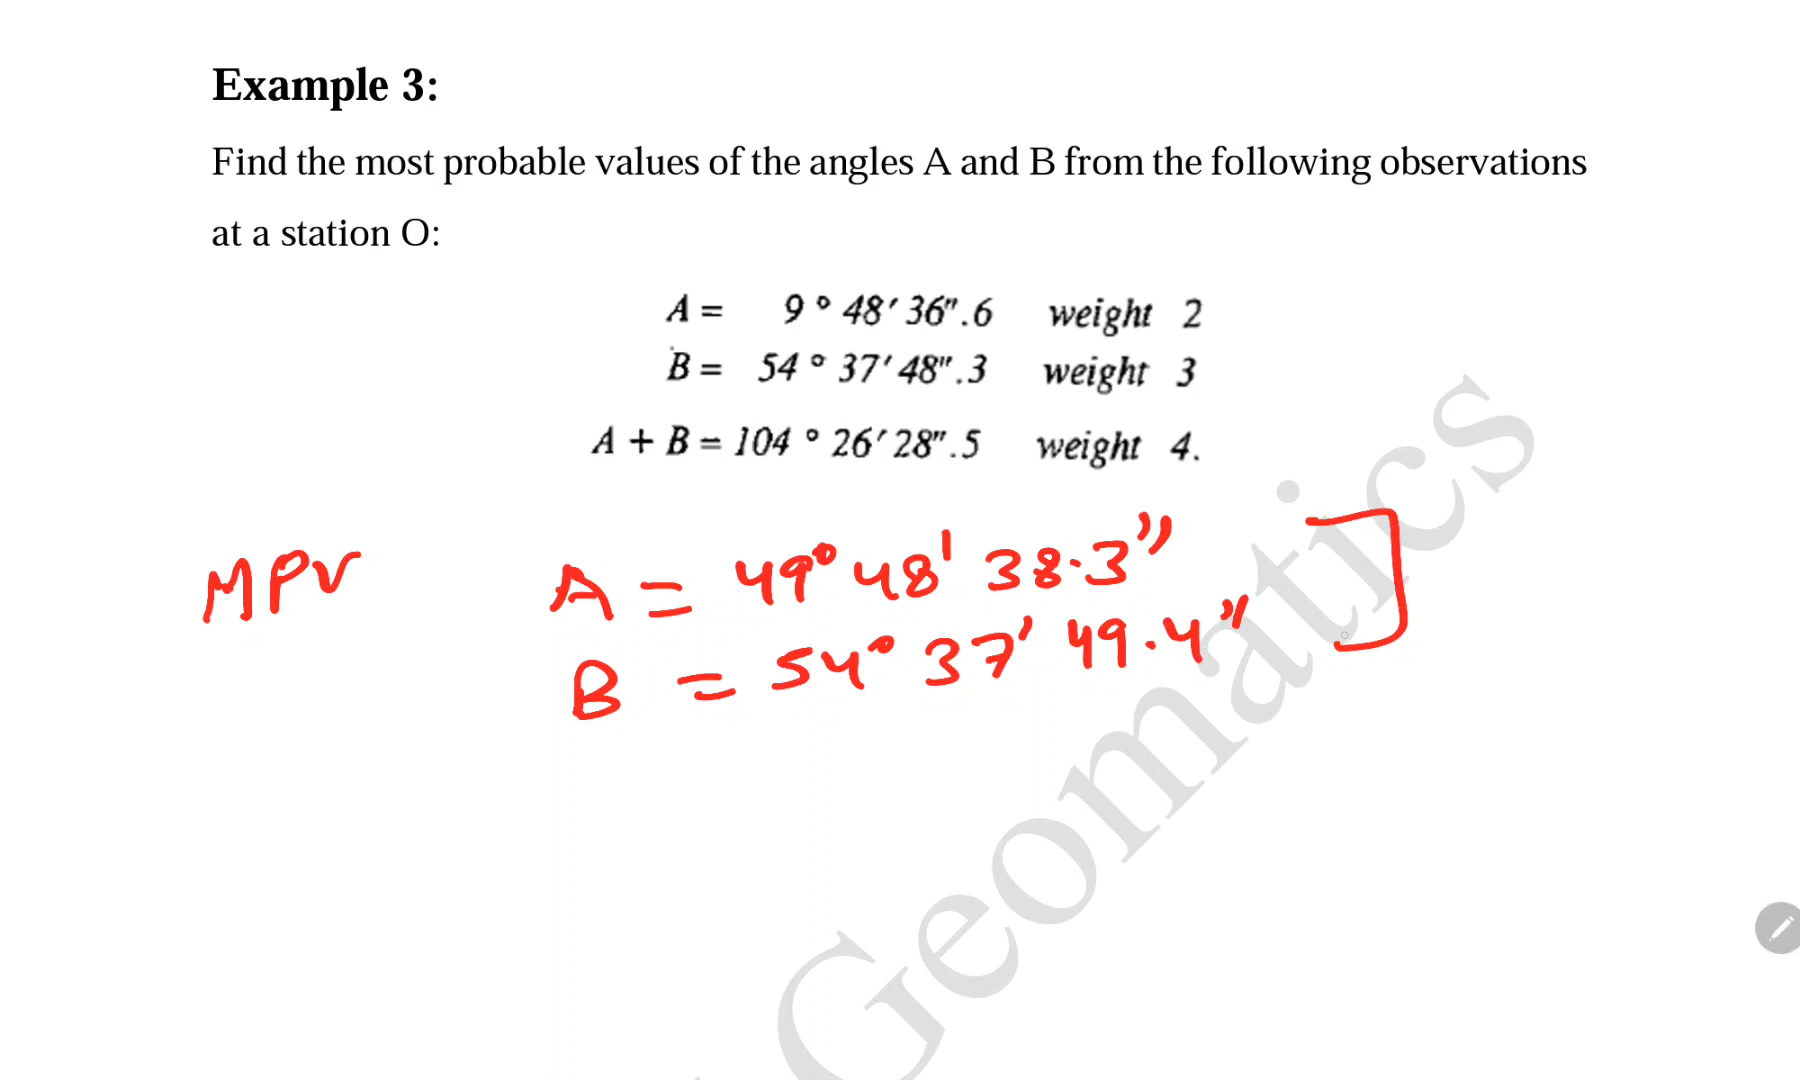 Example 3:
Find the most probable values of the angles A and B from the following observations
at a station O:
A = 9 ° 48′ 36″.6 weight 2
B = 54 ° 37′ 48″.3 weight 3
A + B = 104 ° 26′ 28″.5 weight 4.
MPV A = 49° 48' 38.3"
B = 54° 37' 49.4"
Geomatics